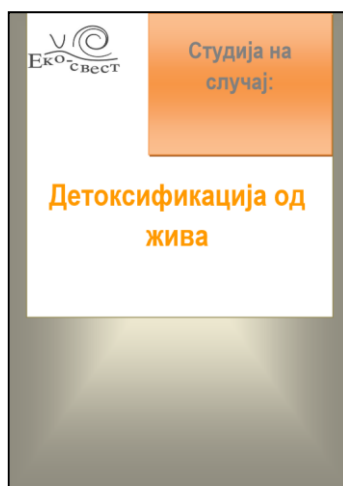 Еко-свест
Студија на
случај:
Детоксификација од
жива